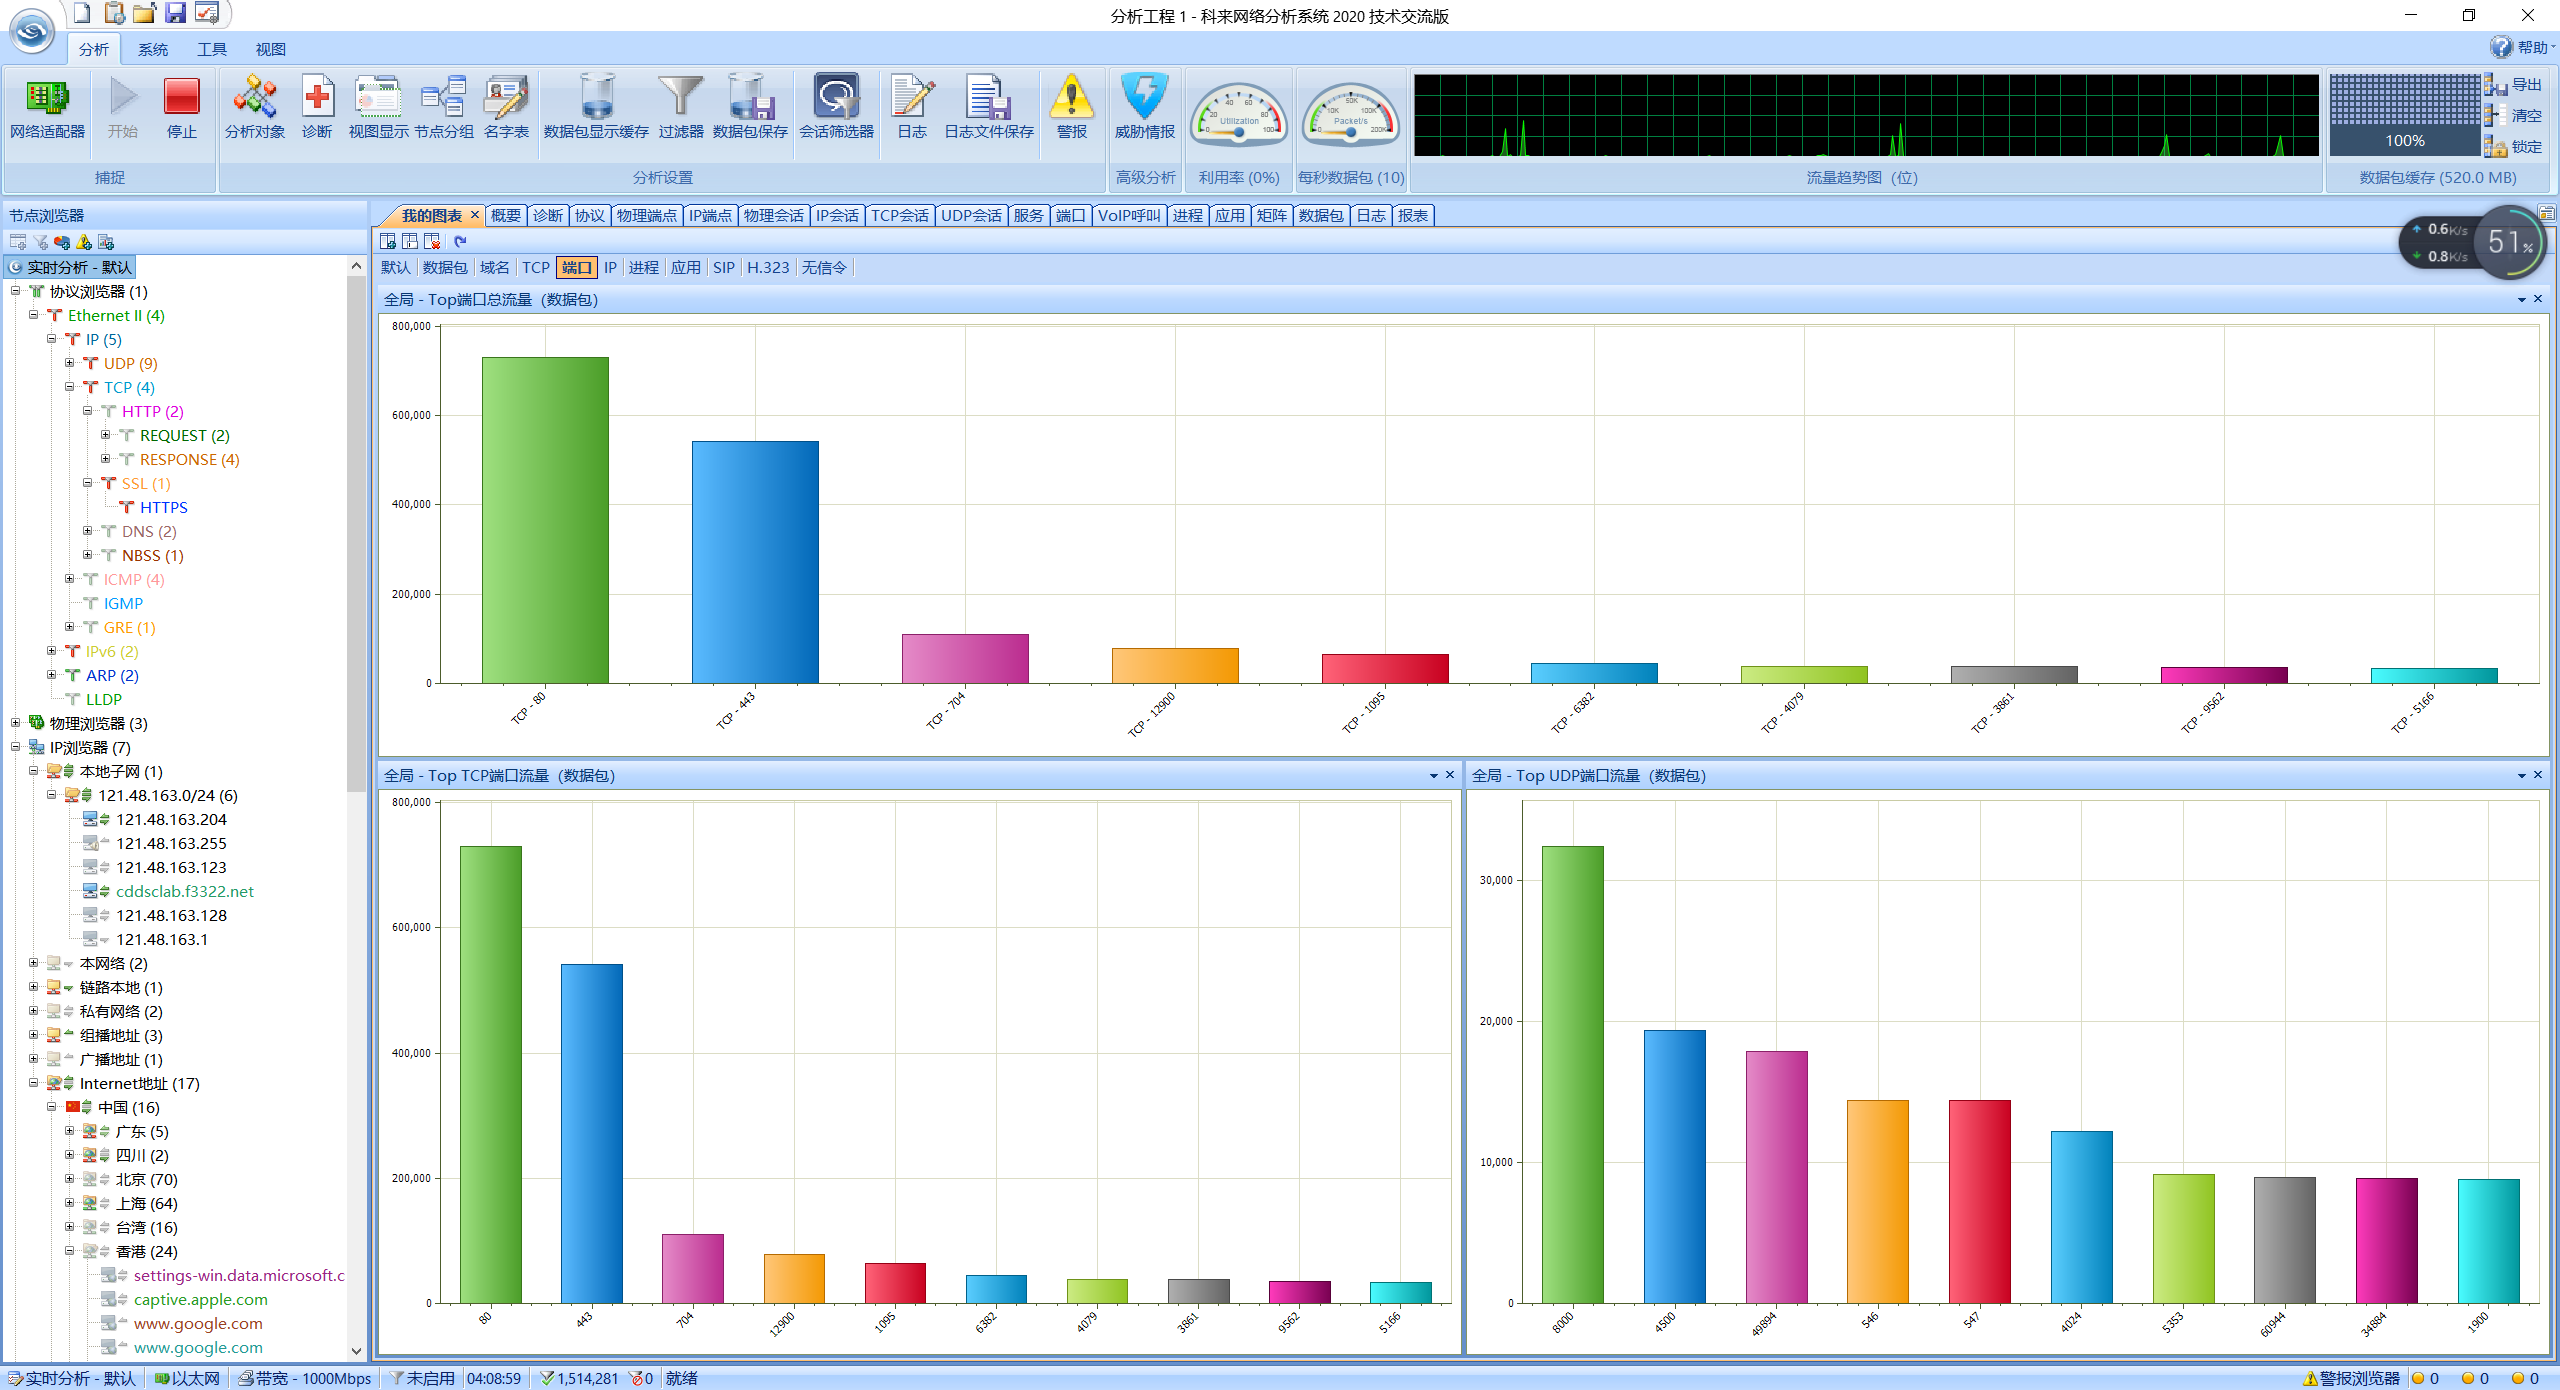 分析工程 1 - 科来网络分析系统 2020 技术交流版
分析 系统 工具 视图 帮助
网络适配器 开始 停止 分析对象 诊断 视图显示 节点分组 名字表 数据包显示缓存 过滤器 数据包保存 会话筛选器 日志 日志文件保存 警报 威胁情报
0 20 40 60 80 100 Utilization
0 10K 50K 100K 200K Packet/s
100%
导出
清空
锁定
捕捉 分析设置 高级分析 利用率 (0%) 每秒数据包 (10) 流量趋势图（位） 数据包缓存 (520.0 MB)
节点浏览器
我的图表 概要 诊断 协议 物理端点 IP端点 物理会话 IP会话 TCP会话 UDP会话 服务 端口 VoIP呼叫 进程 应用 矩阵 数据包 日志 报表
0.6K/s
0.8K/s
51%
默认 数据包 域名 TCP 端口 IP 进程 应用 SIP H.323 无信令
实时分析 - 默认
协议浏览器 (1)
Ethernet II (4)
IP (5)
UDP (9)
TCP (4)
HTTP (2)
REQUEST (2)
RESPONSE (4)
SSL (1)
HTTPS
DNS (2)
NBSS (1)
ICMP (4)
IGMP
GRE (1)
IPv6 (2)
ARP (2)
LLDP
物理浏览器 (3)
IP浏览器 (7)
本地子网 (1)
121.48.163.0/24 (6)
121.48.163.204
121.48.163.255
121.48.163.123
cddsclab.f3322.net
121.48.163.128
121.48.163.1
本网络 (2)
链路本地 (1)
私有网络 (2)
组播地址 (3)
广播地址 (1)
Internet地址 (17)
中国 (16)
广东 (5)
四川 (2)
北京 (70)
上海 (64)
台湾 (16)
香港 (24)
settings-win.data.microsoft.c
captive.apple.com
www.google.com
www.google.com
全局 - Top端口总流量（数据包）
800,000
600,000
400,000
200,000
0
TCP - 80 TCP - 443 TCP - 704 TCP - 12900 TCP - 1095 TCP - 6382 TCP - 4079 TCP - 3861 TCP - 9562 TCP - 5166
全局 - Top TCP端口流量（数据包）
800,000
600,000
400,000
200,000
0
80 443 704 12900 1095 6382 4079 3861 9562 5166
全局 - Top UDP端口流量（数据包）
30,000
20,000
10,000
0
8000 4500 49894 546 547 4024 5353 60944 34884 1900
实时分析 - 默认 以太网 带宽 - 1000Mbps 未启用 04:08:59 1,514,281 0 就绪 警报浏览器 0 0 0